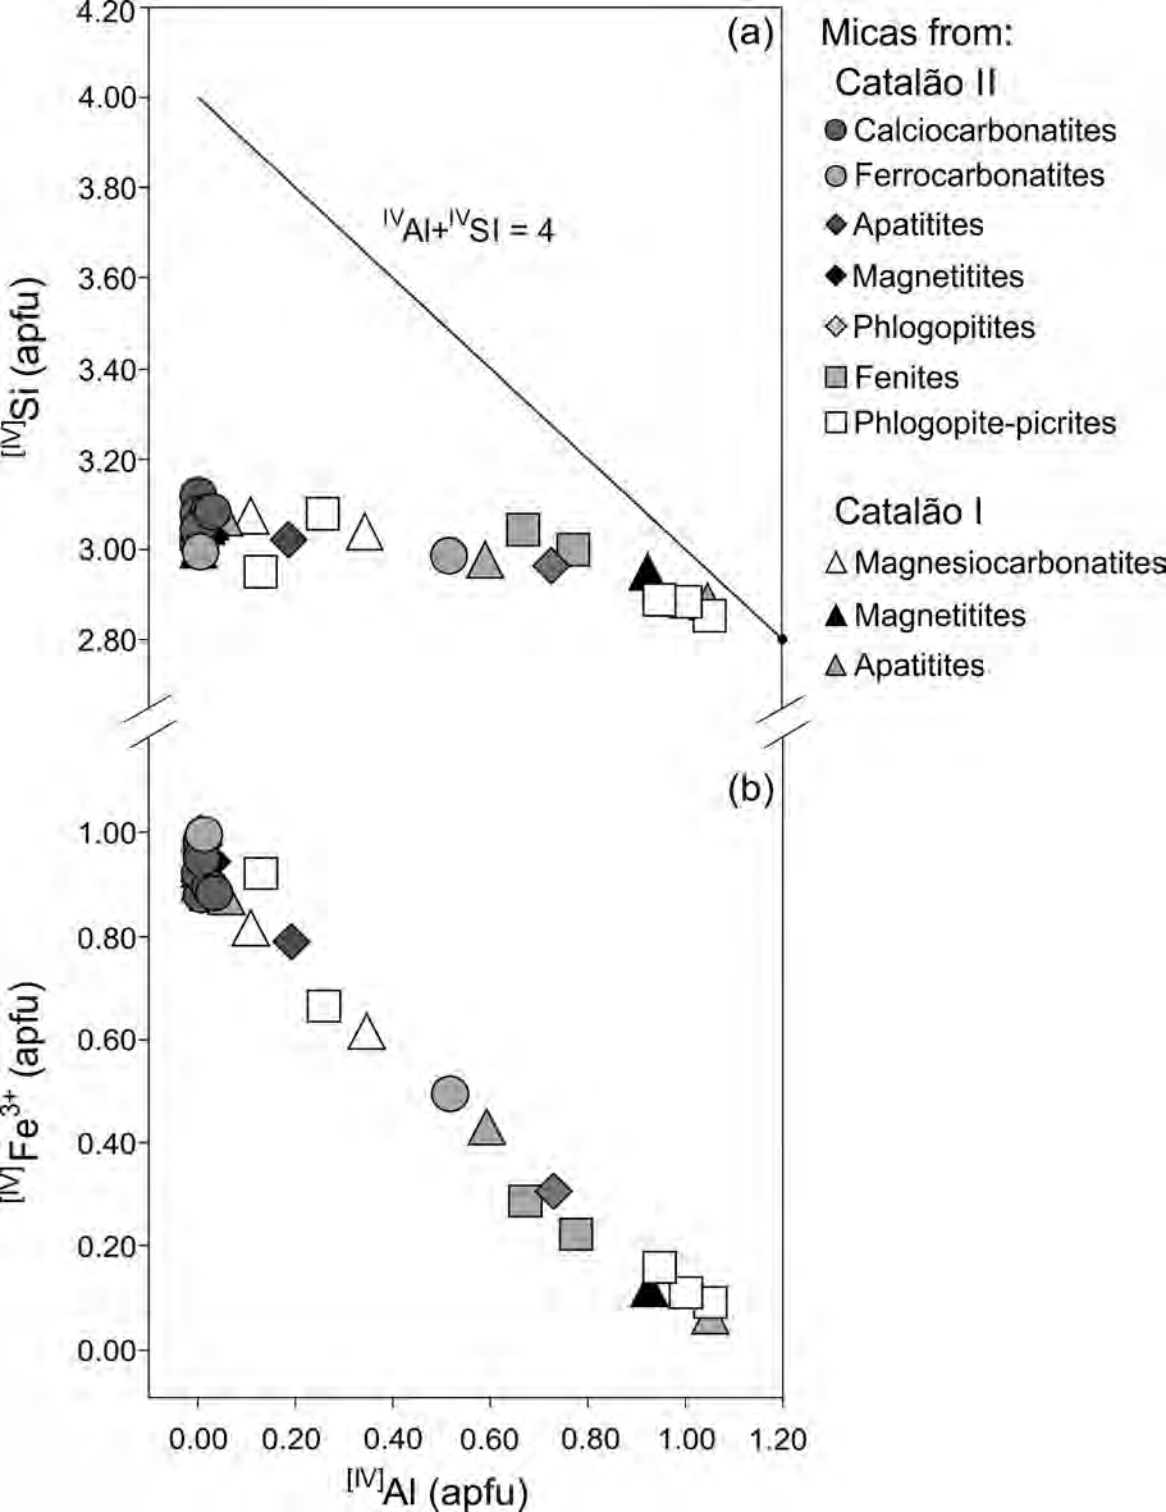 (a)
4.20
4.00
3.80
3.60
3.40
3.20
3.00
2.80
[IV]Si (apfu)
IVAl+IVSI = 4
Micas from:
Catalão II
Calciocarbonatites
Ferrocarbonatites
Apatitites
Magnetitites
Phlogopitites
Fenites
Phlogopite-picrites
Catalão I
Magnesiocarbonatites
Magnetitites
Apatitites
(b)
1.00
0.80
0.60
0.40
0.20
0.00
[IV]Fe3+ (apfu)
0.00 0.20 0.40 0.60 0.80 1.00 1.20
[IV]Al (apfu)